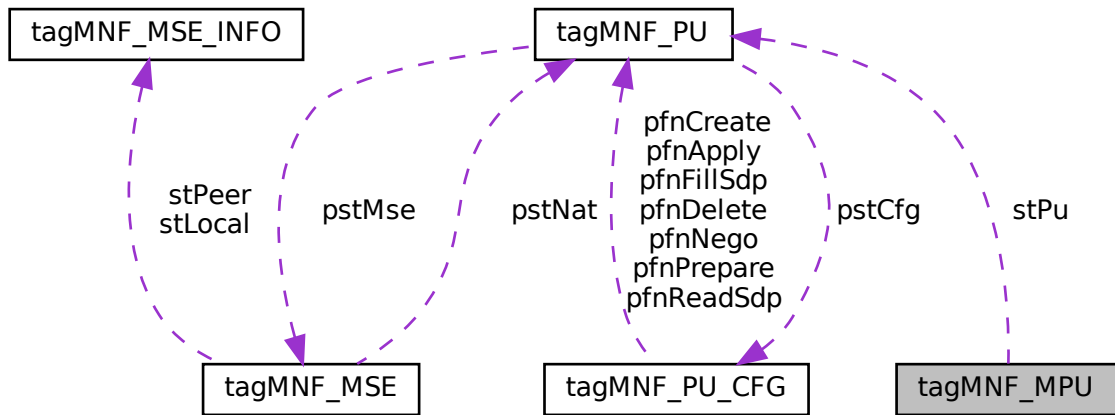 tagMNF_MSE_INFO
tagMNF_PU
stPeer
stLocal
pstMse
pstNat
pfnCreate
pfnApply
pfnFillSdp
pfnDelete
pfnNego
pfnPrepare
pfnReadSdp
pstCfg
stPu
tagMNF_MSE
tagMNF_PU_CFG
tagMNF_MPU